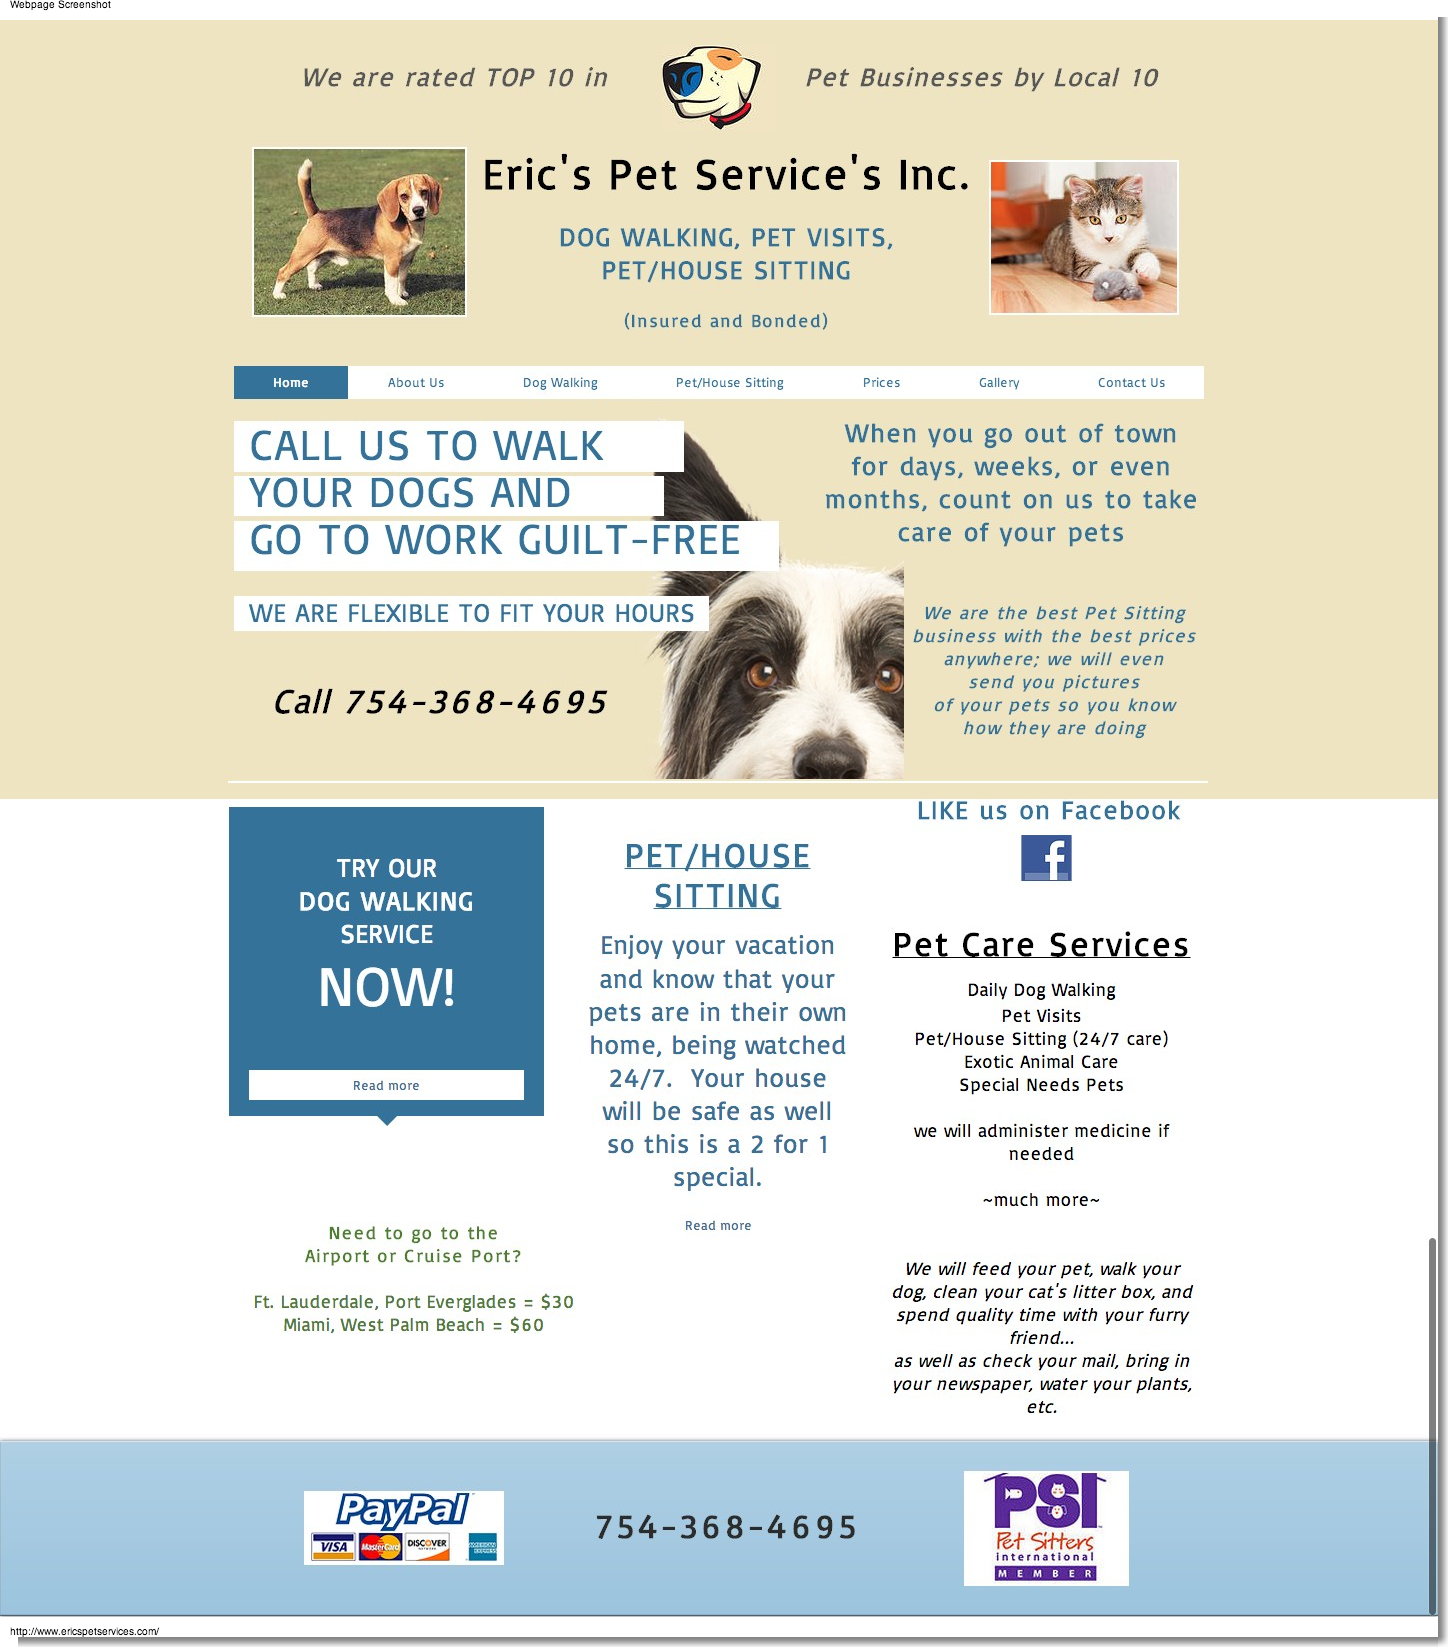 Webpage Screenshot
We are rated TOP 10 in
Pet Businesses by Local 10
Eric's Pet Service's Inc.
DOG WALKING, PET VISITS,
PET/HOUSE SITTING
(Insured and Bonded)
Home About Us Dog Walking Pet/House Sitting Prices Gallery Contact Us
CALL US TO WALK
YOUR DOGS AND
GO TO WORK GUILT-FREE
WE ARE FLEXIBLE TO FIT YOUR HOURS
Call 754-368-4695
When you go out of town
for days, weeks, or even
months, count on us to take
care of your pets
We are the best Pet Sitting
business with the best prices
anywhere; we will even
send you pictures
of your pets so you know
how they are doing
TRY OUR
DOG WALKING
SERVICE
NOW!
Read more
Need to go to the
Airport or Cruise Port?
Ft. Lauderdale, Port Everglades = $30
Miami, West Palm Beach = $60
PET/HOUSE
SITTING
Enjoy your vacation
and know that your
pets are in their own
home, being watched
24/7. Your house
will be safe as well
so this is a 2 for 1
special.
Read more
LIKE us on Facebook
f
Pet Care Services
Daily Dog Walking
Pet Visits
Pet/House Sitting (24/7 care)
Exotic Animal Care
Special Needs Pets
we will administer medicine if
needed
~much more~
We will feed your pet, walk your
dog, clean your cat's litter box, and
spend quality time with your furry
friend...
as well as check your mail, bring in
your newspaper, water your plants,
etc.
PayPal
VISA MasterCard DISCOVER AMERICAN EXPRESS
754-368-4695
PSI
Pet Sitters
international
MEMBER
http://www.ericspetservices.com/